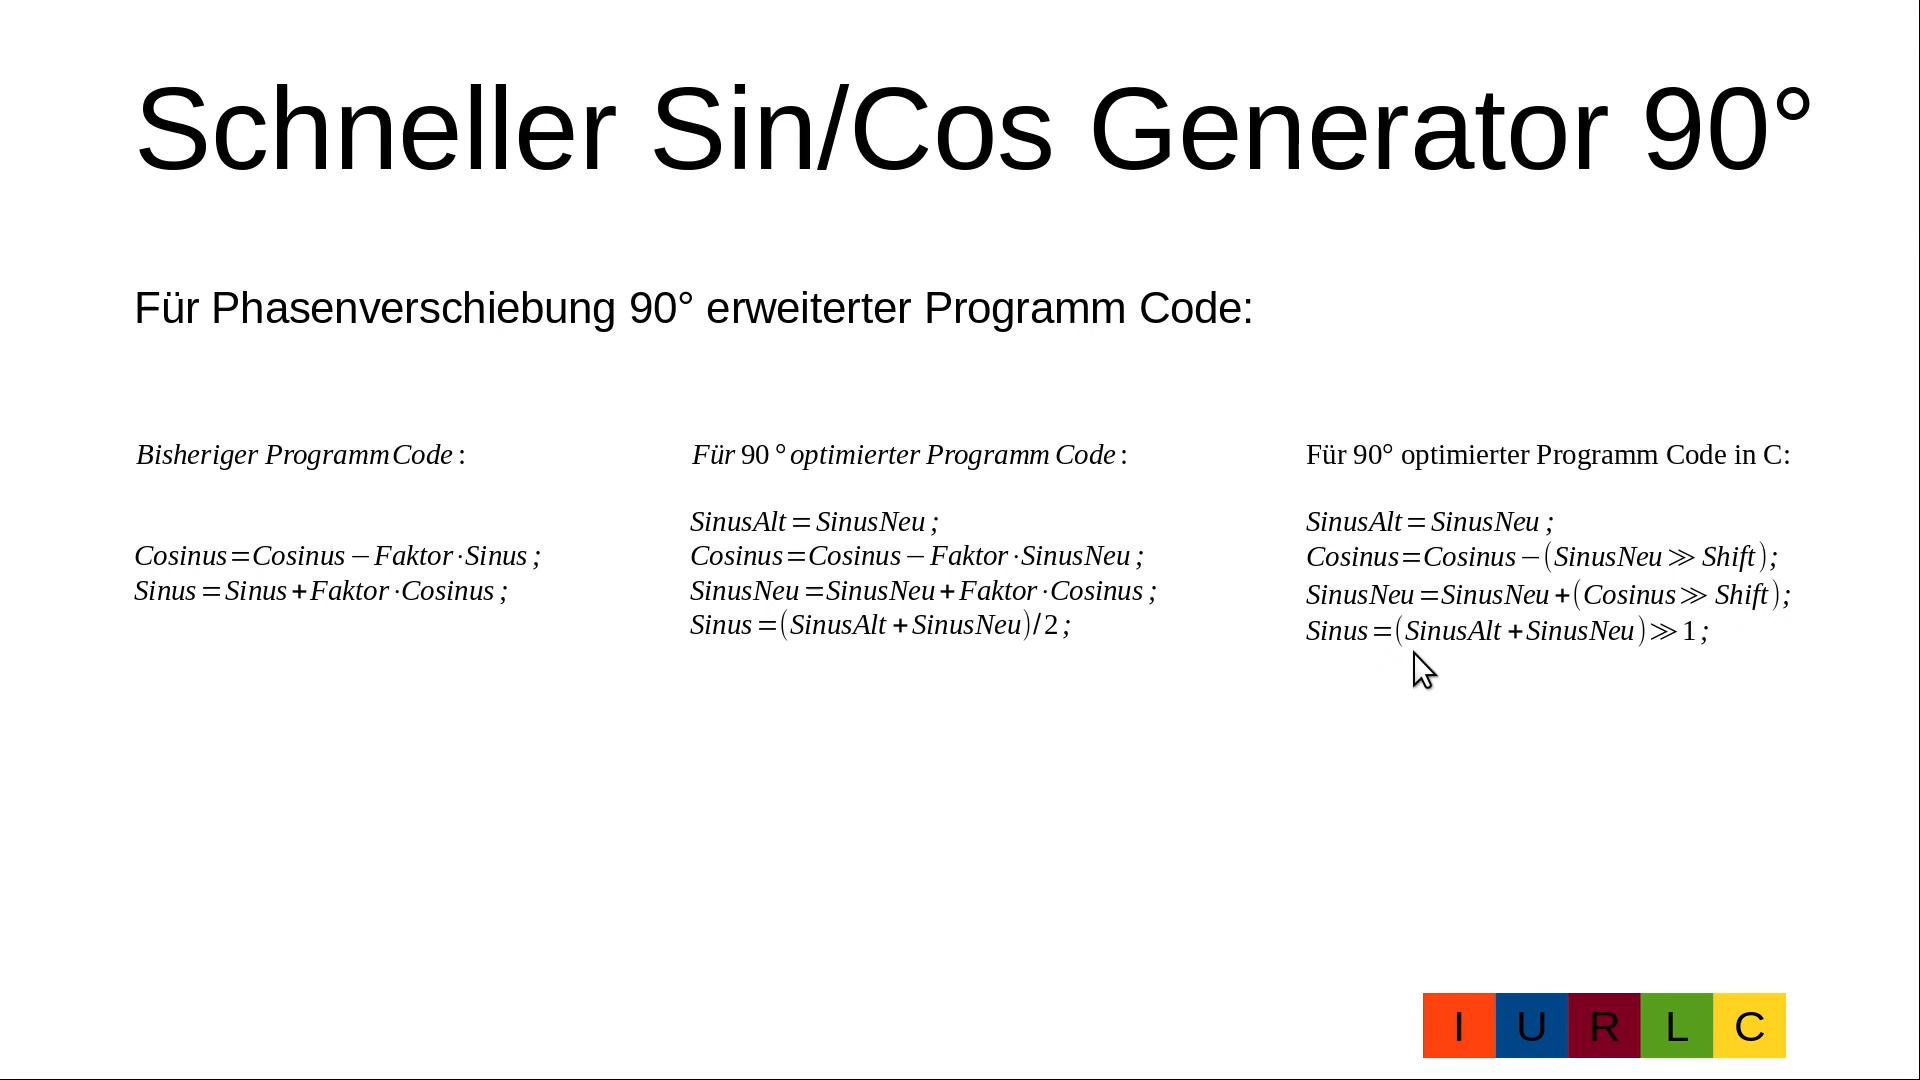 Schneller Sin/Cos Generator 90°
Für Phasenverschiebung 90° erweiterter Programm Code:
Bisheriger Programm Code :
Cosinus = Cosinus − Faktor · Sinus ;
Sinus = Sinus + Faktor · Cosinus ;
Für 90 ° optimierter Programm Code :
SinusAlt = SinusNeu ;
Cosinus = Cosinus − Faktor · SinusNeu ;
SinusNeu = SinusNeu + Faktor · Cosinus ;
Sinus = (SinusAlt + SinusNeu)/2 ;
Für 90° optimierter Programm Code in C:
SinusAlt = SinusNeu ;
Cosinus = Cosinus − (SinusNeu ≫ Shift) ;
SinusNeu = SinusNeu + (Cosinus ≫ Shift) ;
Sinus = (SinusAlt + SinusNeu) ≫ 1 ;
I U R L C